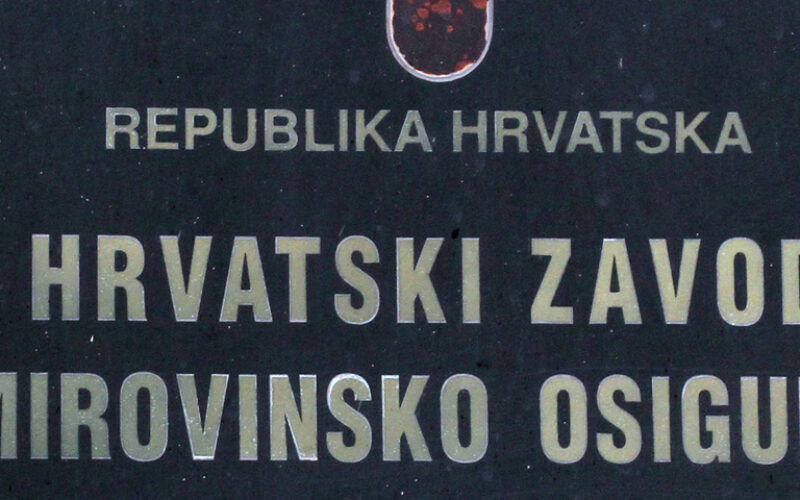 REPUBLIKA HRVATSKA
HRVATSKI ZAVOD
MIROVINSKO OSIGU